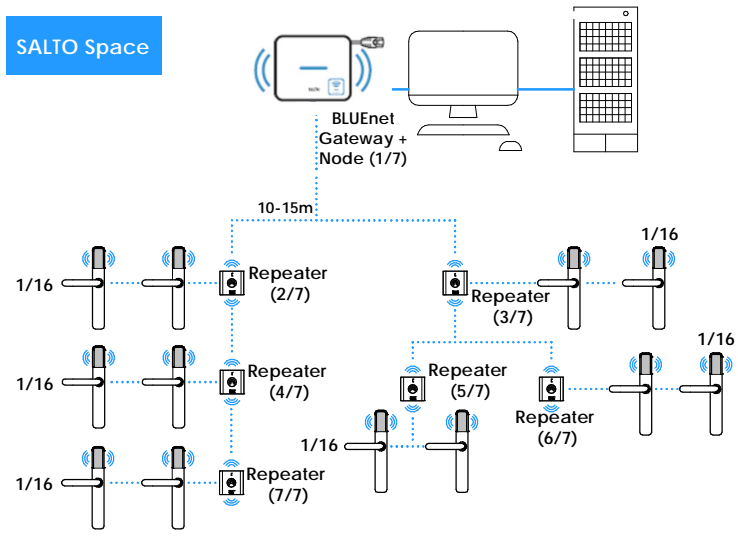 SALTO Space
SALTO
BLUEnet
Gateway +
Node (1/7)
10-15m
1/16
Repeater
(2/7)
Repeater
(3/7)
1/16
1/16
Repeater
(4/7)
Repeater
(5/7)
Repeater
(6/7)
1/16
1/16
1/16
Repeater
(7/7)